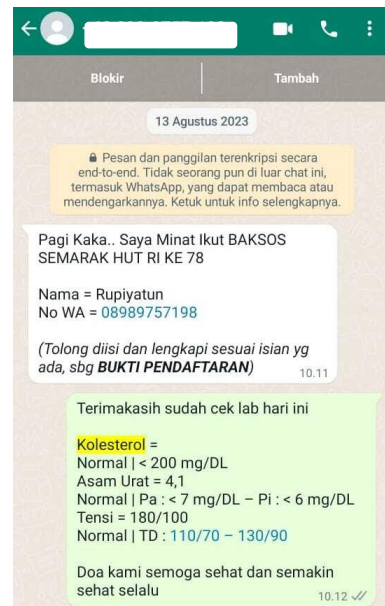 Blokir
Tambah
13 Agustus 2023
Pesan dan panggilan terenkripsi secara
end-to-end. Tidak seorang pun di luar chat ini,
termasuk WhatsApp, yang dapat membaca atau
mendengarkannya. Ketuk untuk info selengkapnya.
Pagi Kaka.. Saya Minat Ikut BAKSOS
SEMARAK HUT RI KE 78
Nama = Rupiyatun
No WA = 08989757198
(Tolong diisi dan lengkapi sesuai isian yg
ada, sbg BUKTI PENDAFTARAN)
10.11
Terimakasih sudah cek lab hari ini
Kolesterol =
Normal | < 200 mg/DL
Asam Urat = 4,1
Normal | Pa : < 7 mg/DL – Pi : < 6 mg/DL
Tensi = 180/100
Normal | TD : 110/70 – 130/90
Doa kami semoga sehat dan semakin
sehat selalu
10.12